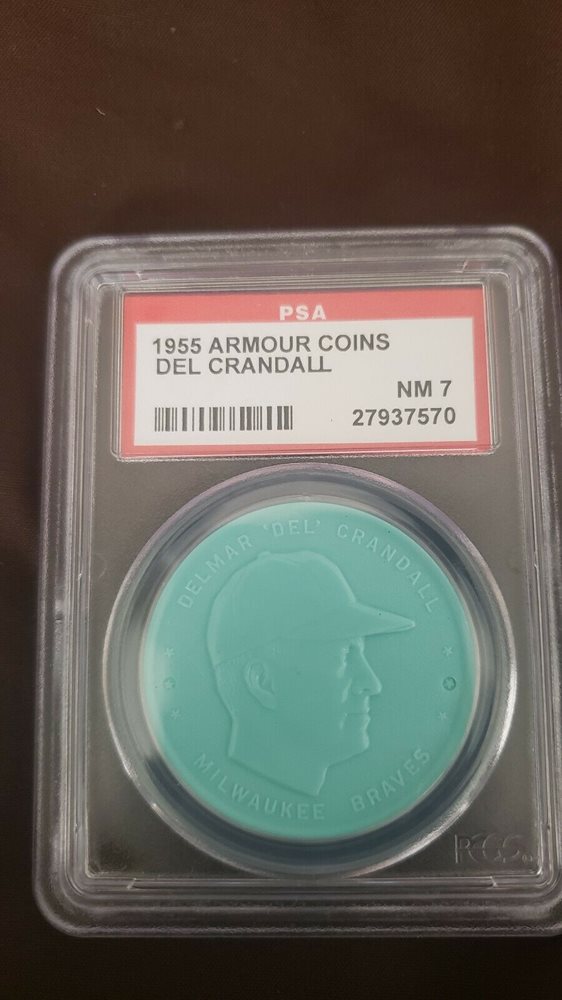 PSA
1955 ARMOUR COINS
DEL CRANDALL
NM 7
27937570
DELMAR 'DEL' CRANDALL
MILWAUKEE BRAVES
PCGS